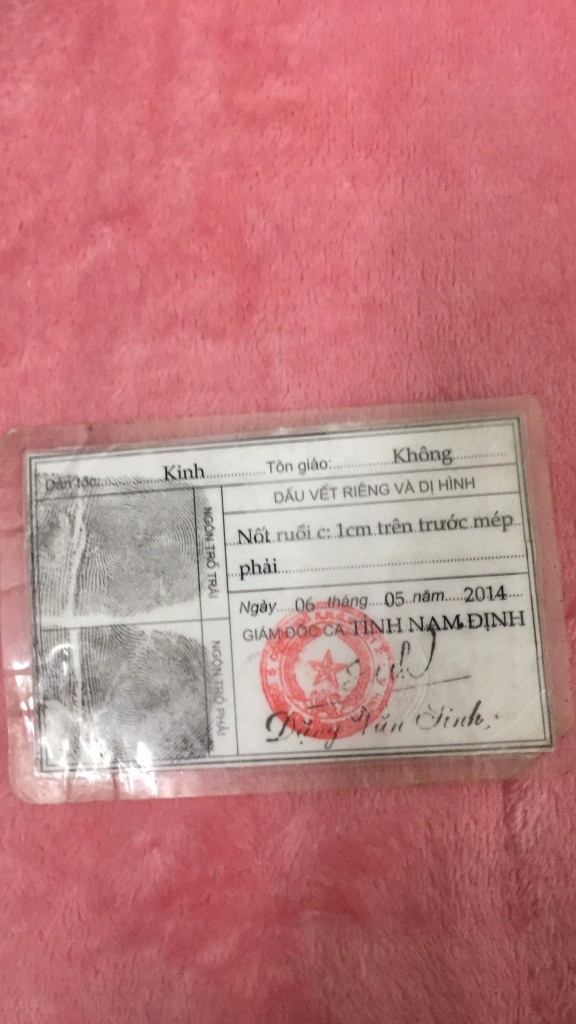 Dân tộc: Kinh Tôn giáo: Không
DẤU VẾT RIÊNG VÀ DỊ HÌNH
NGÓN TRỎ TRÁI
Nốt ruồi c: 1cm trên trước mép
phải
Ngày 06 tháng 05 năm 2014
GIÁM ĐỐC CA TỈNH NAM ĐỊNH
NGÓN TRỎ PHẢI
Đặng Văn Sinh